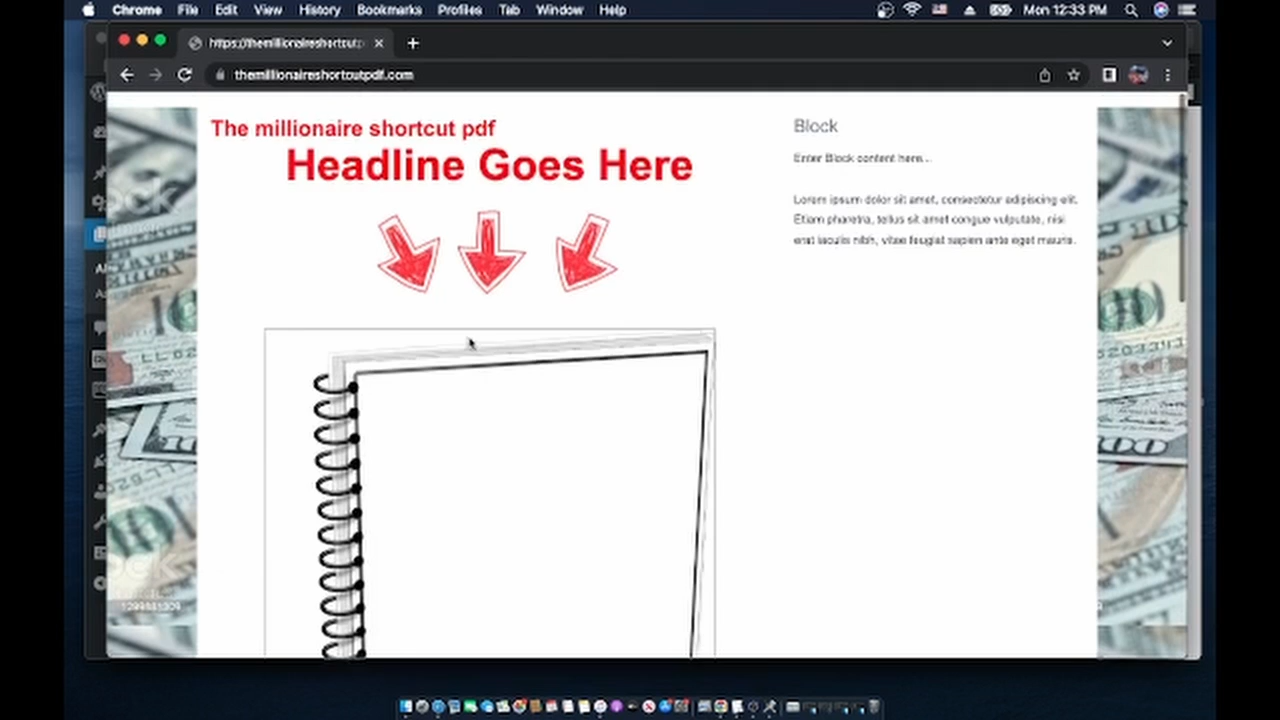 Chrome File Edit View History Bookmarks Profiles Tab Window Help
Mon 12:33 PM
https://themillionaireshortcutp
themillionaireshortcutpdf.com
The millionaire shortcut pdf
Headline Goes Here
Block
Enter Block content here...
Lorem ipsum dolor sit amet, consectetur adipiscing elit.
Etiam pharetra, tellus sit amet congue vulputate, nisi
erat iaculis nibh, vitae feugiat sapien ante eget mauris.